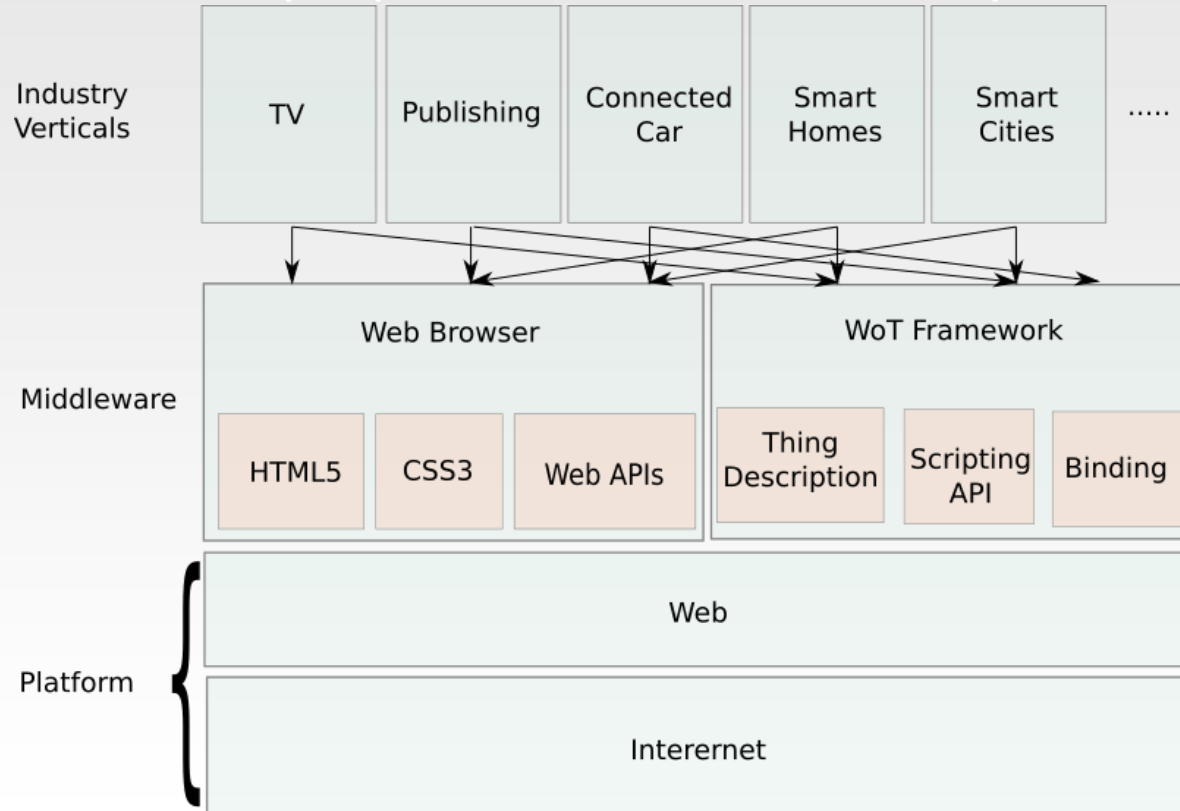 Industry
Verticals
TV
Publishing
Connected
Car
Smart
Homes
Smart
Cities
.....
Middleware
Web Browser
HTML5
CSS3
Web APIs
WoT Framework
Thing
Description
Scripting
API
Binding
Platform
Web
Interernet